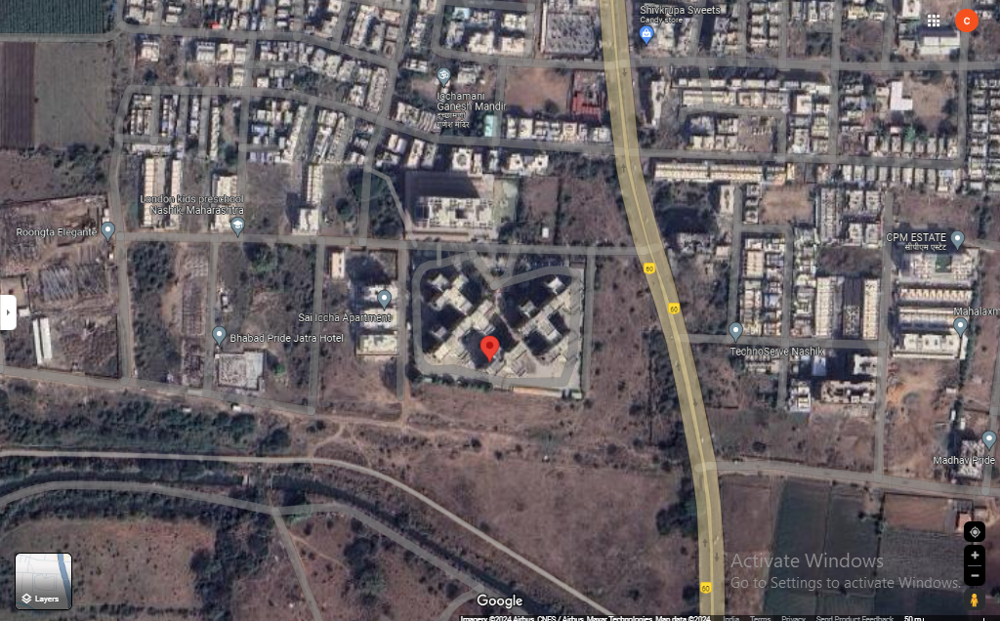 Shivkrupa Sweets
Candy store
C
Icchamani
Ganesh Mandir
इच्छामणी
गणेश मंदिर
London kids preschool
Nashik, Maharashtra
Roongta Elegante
CPM ESTATE
सीपीएम एस्टेट
60
60
Sai Iccha Apartment
Mahalaxm
Bhabad Pride Jatra Hotel
TechnoServe Nashik
Madhav Pride
Activate Windows
Go to Settings to activate Windows.
60
Layers
Google
Imagery ©2024 Airbus, CNES / Airbus, Maxar Technologies, Map data ©2024 India Terms Privacy Send Product Feedback 50 m